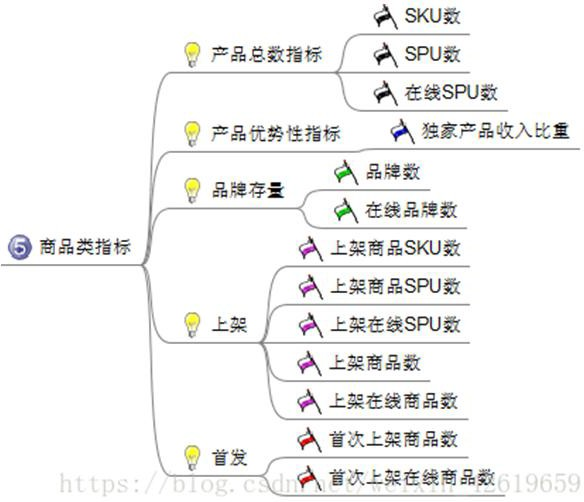 SKU数
产品总数指标
SPU数
在线SPU数
产品优势性指标
独家产品收入比重
品牌存量
品牌数
在线品牌数
5 商品类指标
上架商品SKU数
上架商品SPU数
上架
上架在线SPU数
上架商品数
上架在线商品数
首发
首次上架商品数
首次上架在线商品数